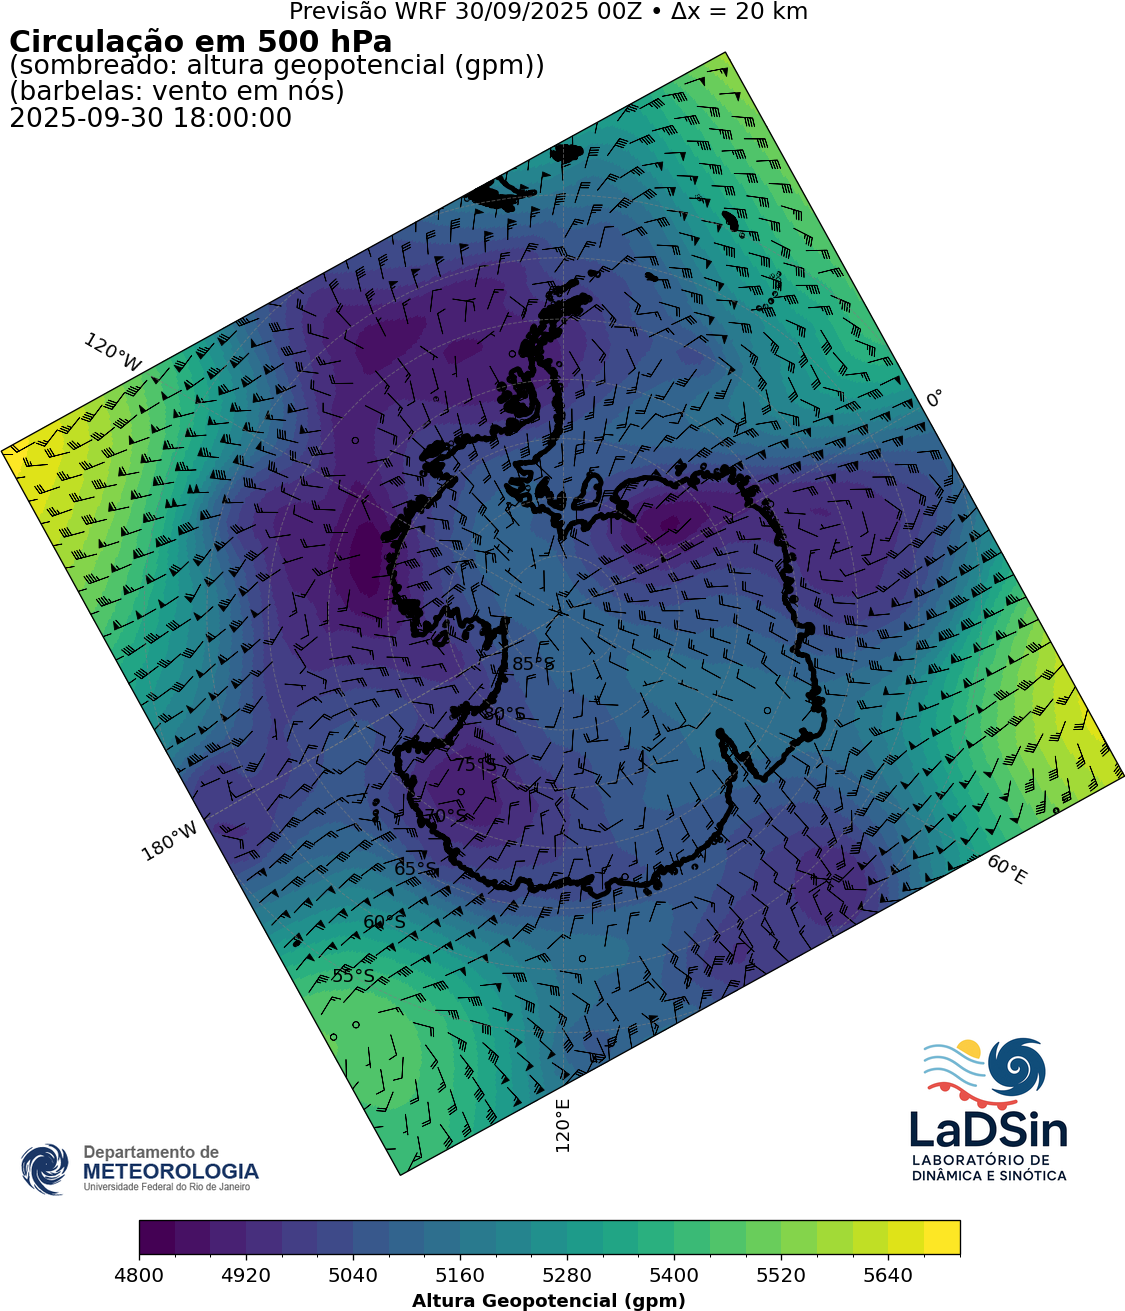 Previsão WRF 30/09/2025 00Z • Δx = 20 km
Circulação em 500 hPa
(sombreado: altura geopotencial (gpm))
(barbelas: vento em nós)
2025-09-30 18:00:00
120°W
0°
85°S
80°S
75°S
70°S
180°W
65°S
60°E
60°S
55°S
120°E
LaDSin
LABORATÓRIO DE
DINÂMICA E SINÓTICA
Departamento de
METEOROLOGIA
Universidade Federal do Rio de Janeiro
4800 4920 5040 5160 5280 5400 5520 5640
Altura Geopotencial (gpm)